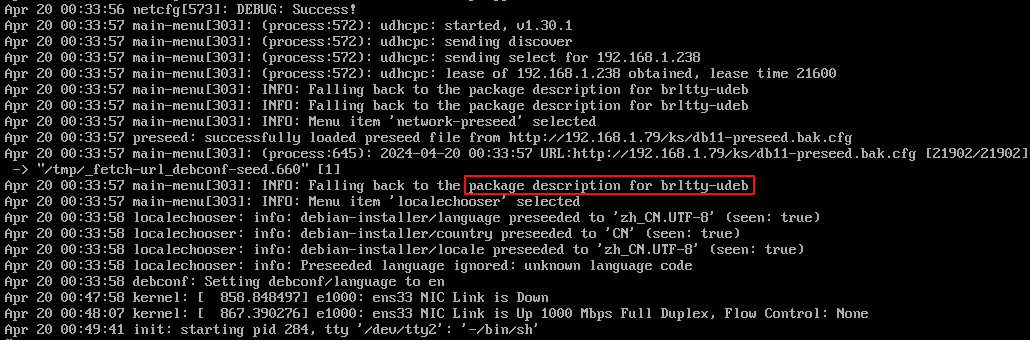 Apr 20 00:33:56 netcfg[573]: DEBUG: Success!
Apr 20 00:33:57 main-menu[303]: (process:572): udhcpc: started, v1.30.1
Apr 20 00:33:57 main-menu[303]: (process:572): udhcpc: sending discover
Apr 20 00:33:57 main-menu[303]: (process:572): udhcpc: sending select for 192.168.1.238
Apr 20 00:33:57 main-menu[303]: (process:572): udhcpc: lease of 192.168.1.238 obtained, lease time 21600
Apr 20 00:33:57 main-menu[303]: INFO: Falling back to the package description for brltty-udeb
Apr 20 00:33:57 main-menu[303]: INFO: Falling back to the package description for brltty-udeb
Apr 20 00:33:57 main-menu[303]: INFO: Menu item 'network-preseed' selected
Apr 20 00:33:57 preseed: successfully loaded preseed file from http://192.168.1.79/ks/db11-preseed.bak.cfg
Apr 20 00:33:57 main-menu[303]: (process:645): 2024-04-20 00:33:57 URL:http://192.168.1.79/ks/db11-preseed.bak.cfg [21902/21902]
-> "/tmp/_fetch-url_debconf-seed.660" [1]
Apr 20 00:33:57 main-menu[303]: INFO: Falling back to the package description for brltty-udeb
Apr 20 00:33:57 main-menu[303]: INFO: Menu item 'localechooser' selected
Apr 20 00:33:58 localechooser: info: debian-installer/language preseeded to 'zh_CN.UTF-8' (seen: true)
Apr 20 00:33:58 localechooser: info: debian-installer/country preseeded to 'CN' (seen: true)
Apr 20 00:33:58 localechooser: info: debian-installer/locale preseeded to 'zh_CN.UTF-8' (seen: true)
Apr 20 00:33:58 localechooser: info: Preseeded language ignored: unknown language code
Apr 20 00:33:58 debconf: Setting debconf/language to en
Apr 20 00:47:58 kernel: [  858.848497] e1000: ens33 NIC Link is Down
Apr 20 00:48:07 kernel: [  867.390276] e1000: ens33 NIC Link is Up 1000 Mbps Full Duplex, Flow Control: None
Apr 20 00:49:41 init: starting pid 284, tty '/dev/tty2': '-/bin/sh'